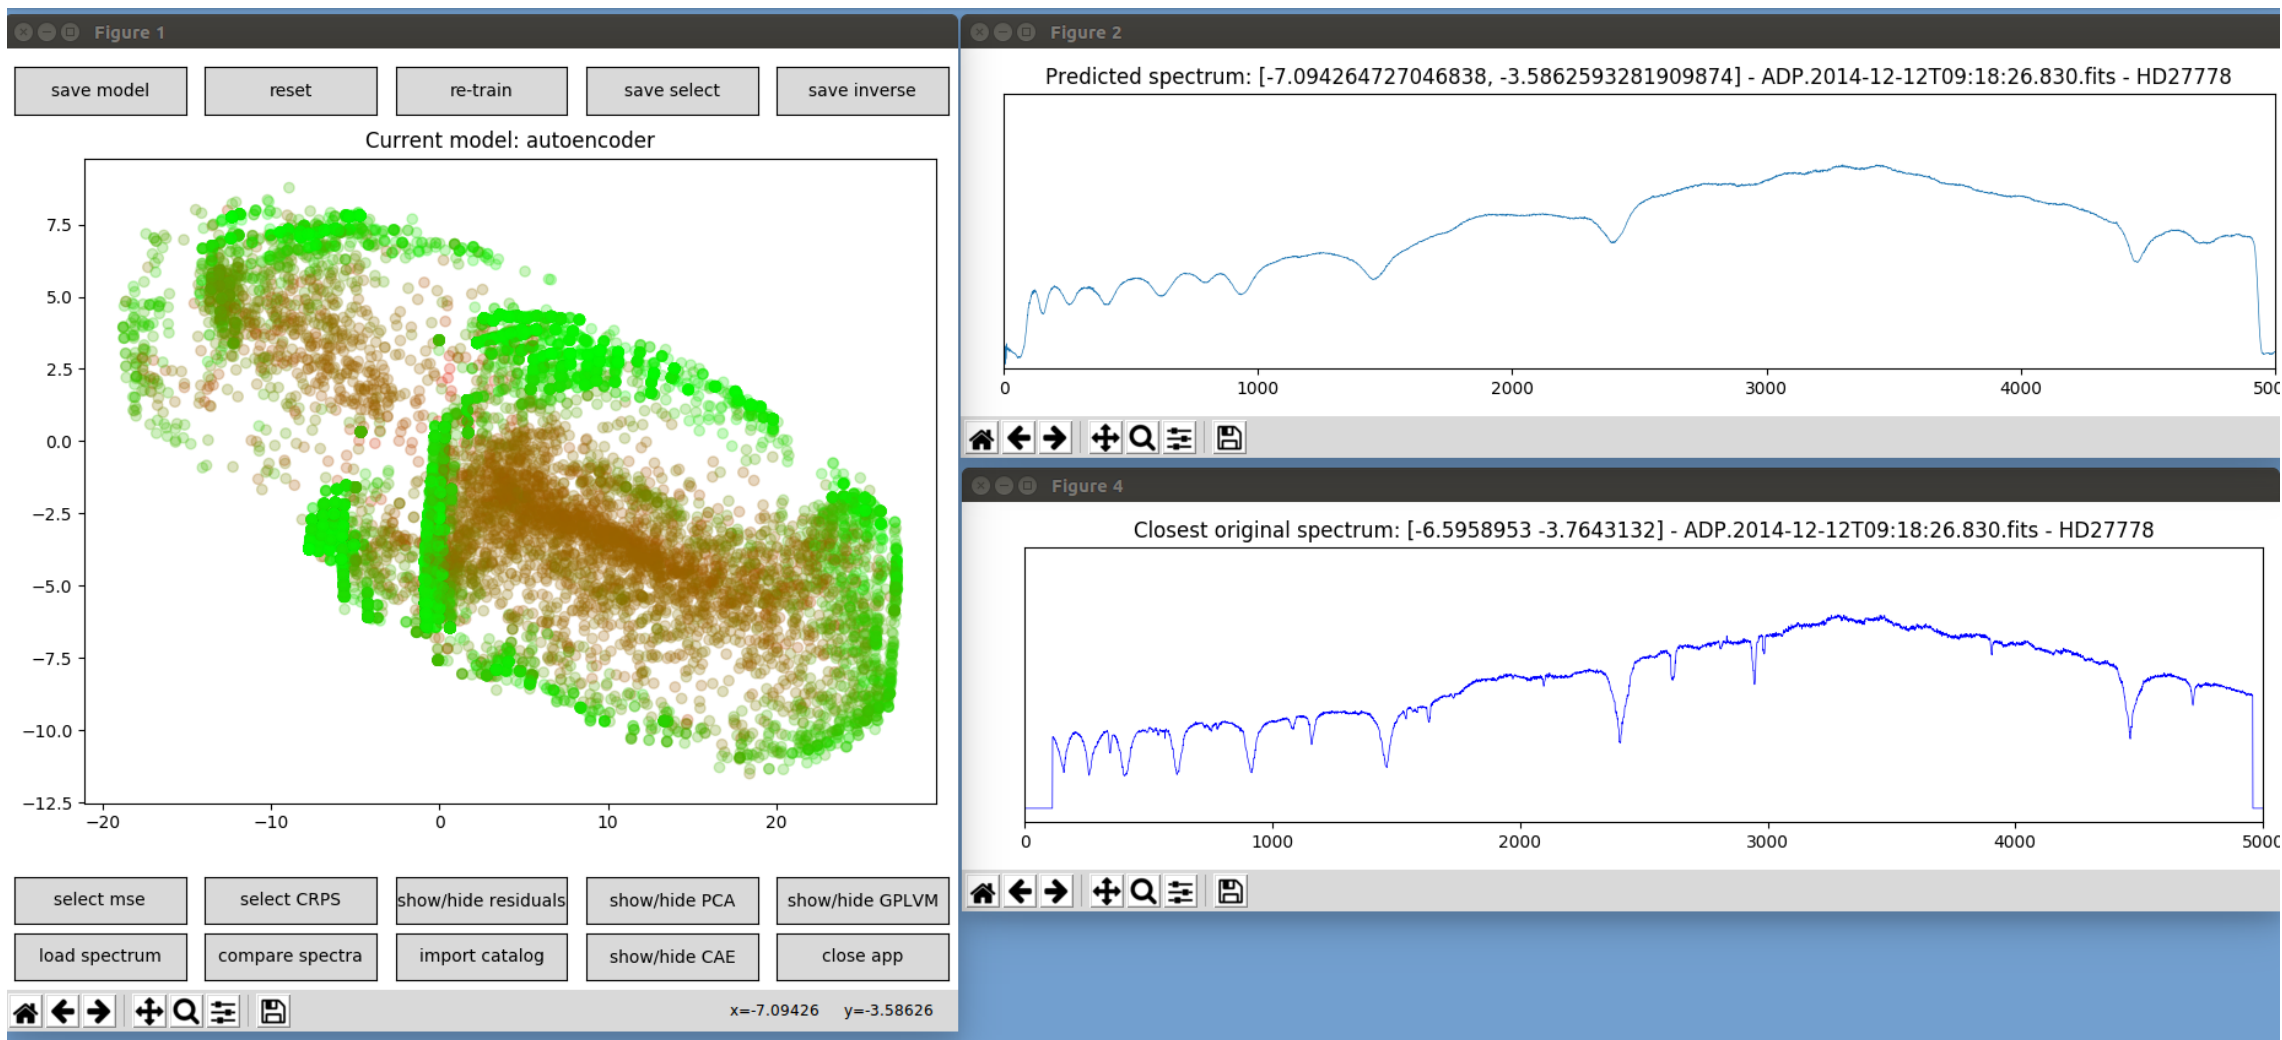 Figure 1
save model
reset
re-train
save select
save inverse
Current model: autoencoder
7.5
5.0
2.5
0.0
−2.5
−5.0
−7.5
−10.0
−12.5
−20
−10
0
10
20
select mse
select CRPS
show/hide residuals
show/hide PCA
show/hide GPLVM
load spectrum
compare spectra
import catalog
show/hide CAE
close app
x=-7.09426 y=-3.58626
Figure 2
Predicted spectrum: [-7.094264727046838, -3.5862593281909874] - ADP.2014-12-12T09:18:26.830.fits - HD27778
0
1000
2000
3000
4000
500
Figure 4
Closest original spectrum: [-6.5958953 -3.7643132] - ADP.2014-12-12T09:18:26.830.fits - HD27778
0
1000
2000
3000
4000
5000